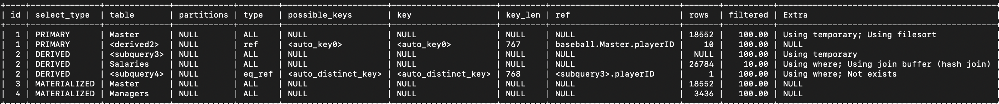 | id | select_type | table | partitions | type | possible_keys | key | key_len | ref | rows | filtered | Extra |
| 1 | PRIMARY | Master | NULL | ALL | NULL | NULL | NULL | NULL | 18552 | 100.00 | Using temporary; Using filesort
| 1 | PRIMARY | <derived2> | NULL | ref | <auto_key0> | <auto_key0> | 767 | baseball.Master.playerID | 10 | 100.00 | NULL
| 2 | DERIVED | <subquery3> | NULL | ALL | NULL | NULL | NULL | NULL | NULL | 100.00 | Using temporary
| 2 | DERIVED | Salaries | NULL | ALL | NULL | NULL | NULL | NULL | 26784 | 10.00 | Using where; Using join buffer (hash join) |
| 2 | DERIVED | <subquery4> | NULL | eq_ref | <auto_distinct_key> | <auto_distinct_key> | 768 | <subquery3>.playerID | 1 | 100.00 | Using where; Not exists
| 3 | MATERIALIZED | Master | NULL | ALL | NULL | NULL | NULL | NULL | 18552 | 100.00 | NULL
| 4 | MATERIALIZED | Managers | NULL | ALL | NULL | NULL | NULL | NULL | 3436 | 100.00 | NULL